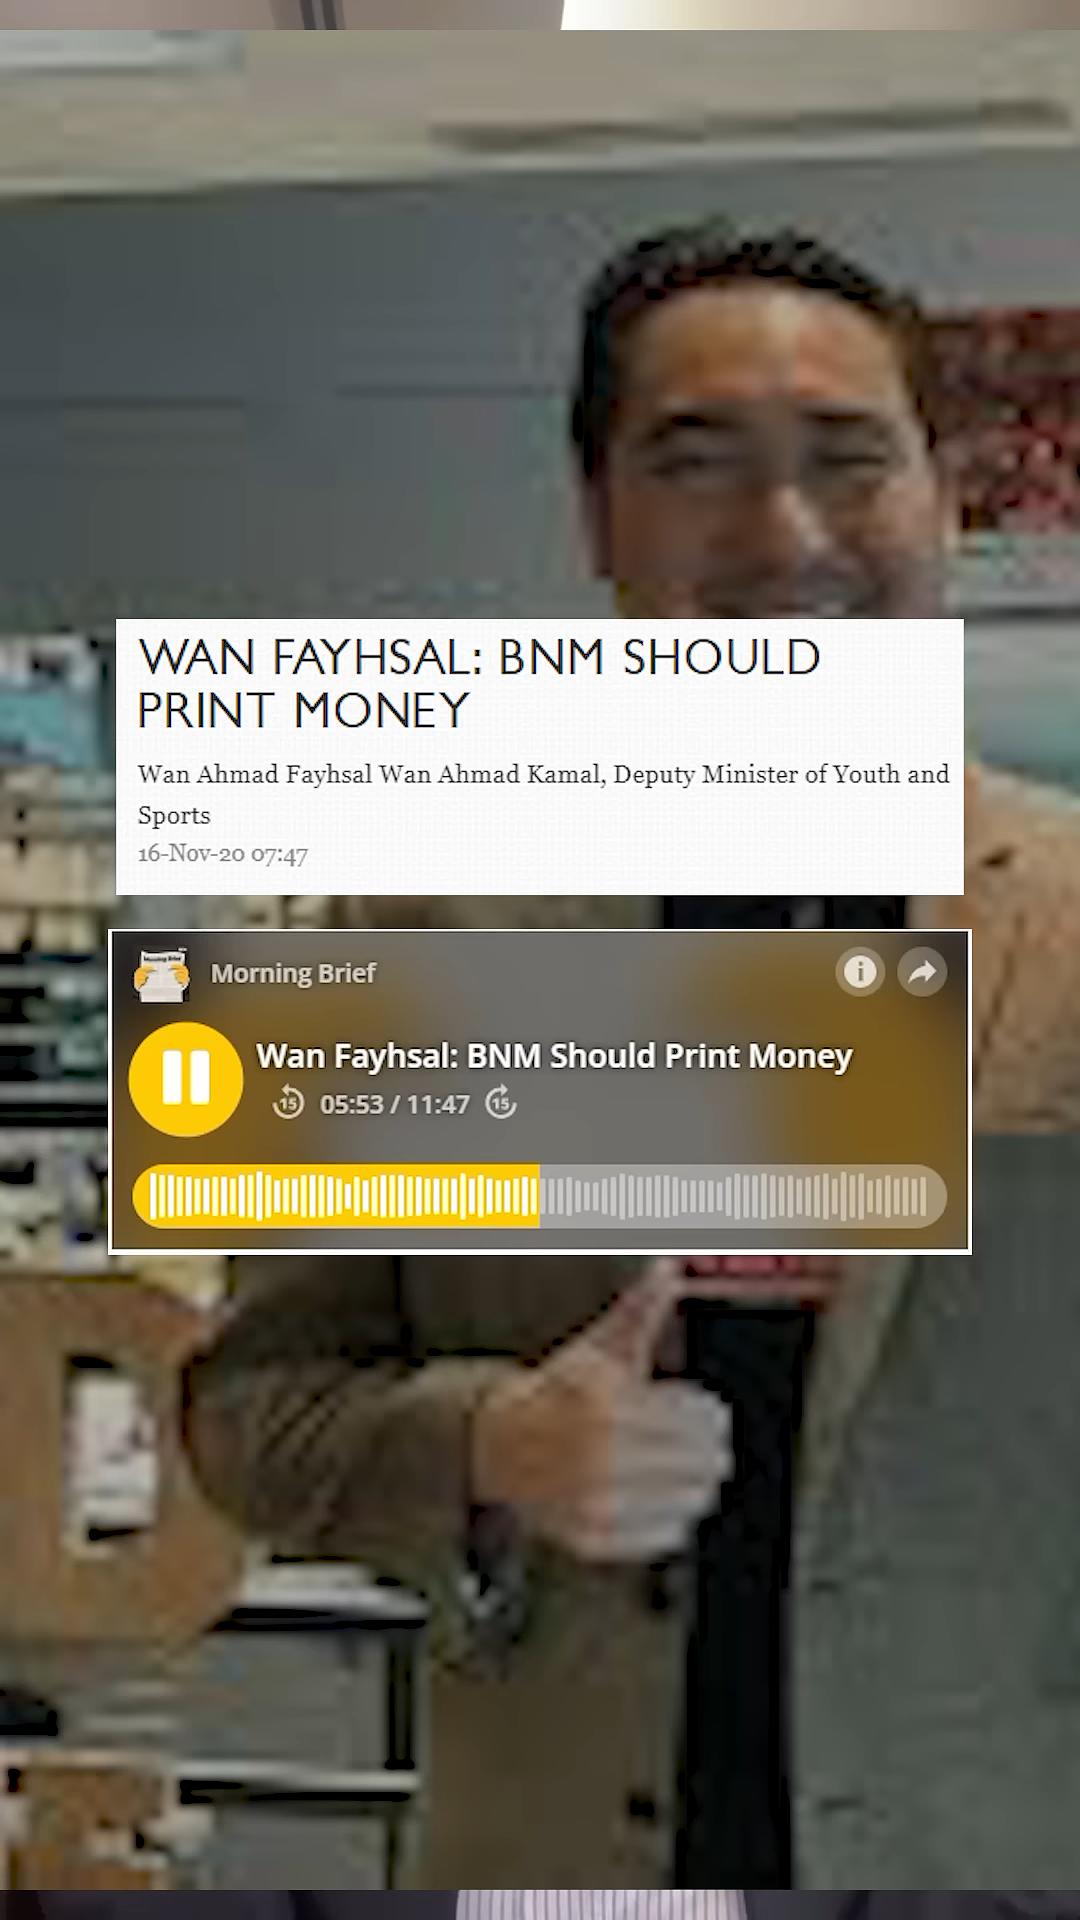 WAN FAYHSAL: BNM SHOULD
PRINT MONEY
Wan Ahmad Fayhsal Wan Ahmad Kamal, Deputy Minister of Youth and
Sports
16-Nov-20 07:47
Morning Brief
Wan Fayhsal: BNM Should Print Money
15 05:53 / 11:47 15